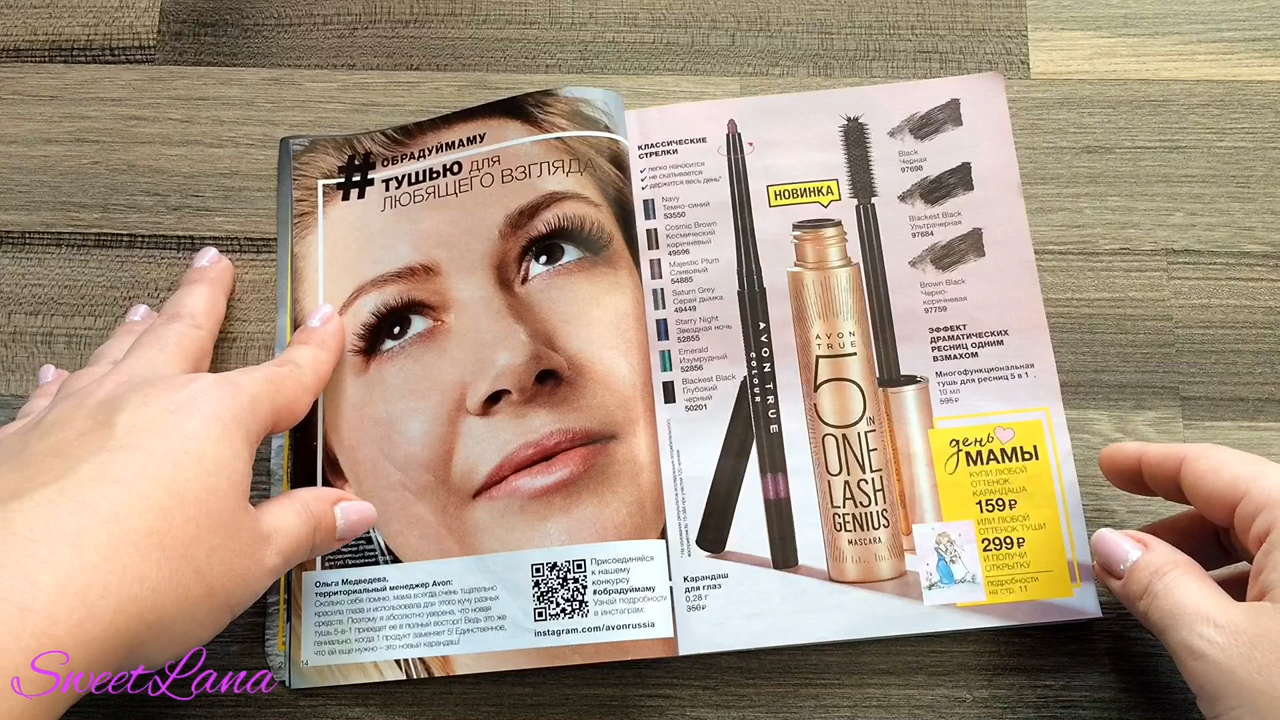 #ОБРАДУЙМАМУ
ТУШЬЮ ДЛЯ
ЛЮБЯЩЕГО ВЗГЛЯДА
Ольга Медведева,
территориальный менеджер Avon:
Сколько себя помню, мама всегда очень тщательно
красила глаза и использовала для этого кучу разных
средств. Поэтому я абсолютно уверена, что новая
тушь 5-в-1 приведет ее в полный восторг! Ведь это же
гениально, когда 1 продукт заменяет 5! Единственное,
что ей еще нужно – это новый карандаш!
Присоединяйся
к нашему
конкурсу
#обрадуймаму
Узнай подробности
в инстаграм:
instagram.com/avonrussia
14
КЛАССИЧЕСКИЕ
СТРЕЛКИ
✓ легко наносится
✓ не скатывается
✓ держится весь день*
Navy
Темно-синий
53550
Cosmic Brown
Космический
коричневый
49596
Majestic Plum
Сливовый
54885
Saturn Grey
Серая дымка
49449
Starry Night
Звездная ночь
52855
Emerald
Изумрудный
52856
Blackest Black
Глубокий
черный
50201
AVON TRUE
COLOUR
Карандаш
для глаз
0,28 г
350 ₽
НОВИНКА
AVON
TRUE
5 IN
ONE
LASH
GENIUS
MASCARA
Black
Черная
97698
Blackest Black
Ультрачерная
97684
Brown Black
Черно-
коричневая
97759
ЭФФЕКТ
ДРАМАТИЧЕСКИХ
РЕСНИЦ ОДНИМ
ВЗМАХОМ
Многофункциональная
тушь для ресниц 5 в 1
10 мл
595 ₽
день
МАМЫ
КУПИ ЛЮБОЙ
ОТТЕНОК
КАРАНДАША
159 ₽
ИЛИ ЛЮБОЙ
ОТТЕНОК ТУШИ
299 ₽
И ПОЛУЧИ
ОТКРЫТКУ
подробности
на стр. 11
SweetLana